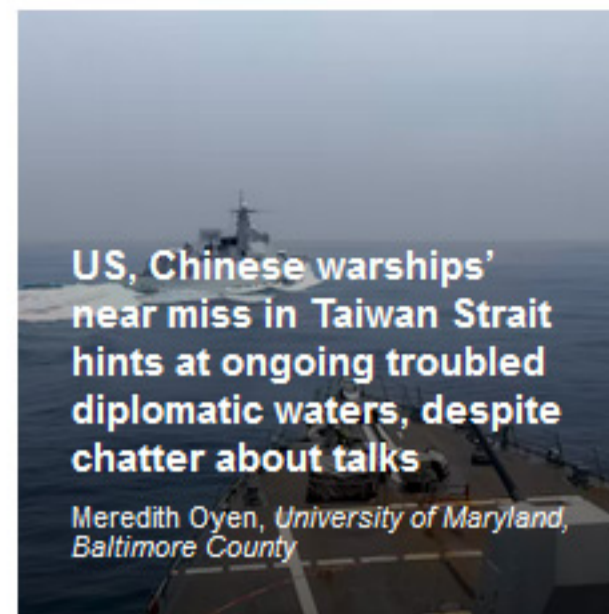 US, Chinese warships’
near miss in Taiwan Strait
hints at ongoing troubled
diplomatic waters, despite
chatter about talks
Meredith Oyen, University of Maryland,
Baltimore County